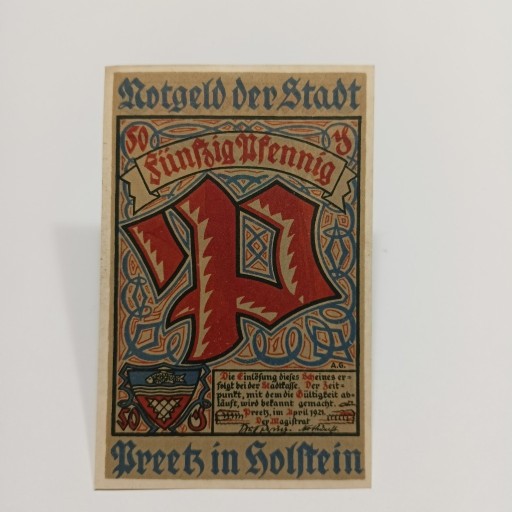 Notgeld der Stadt
50 ₰
Fünfzig Pfennig
P
A.G.
Die Einlösung dieses Scheines er-
folgt bei der Stadtkasse. Der Zeit-
punkt, mit dem die Gültigkeit ab-
läuft, wird bekannt gemacht.
Preetz, im April 1921.
Der Magistrat
50 ₰
Preetz in Holstein